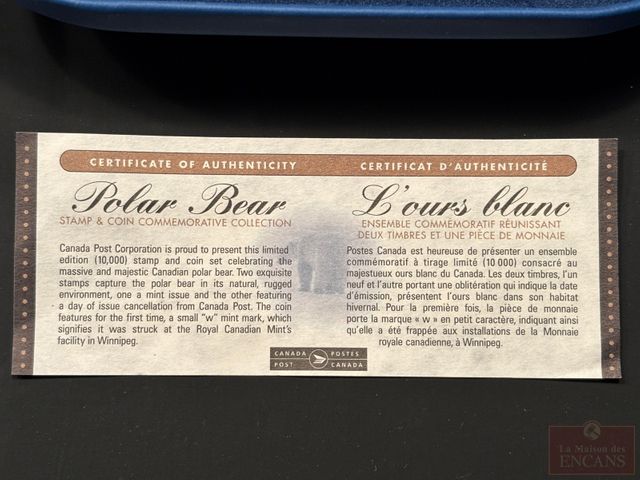 CERTIFICATE OF AUTHENTICITY
Polar Bear
STAMP & COIN COMMEMORATIVE COLLECTION
Canada Post Corporation is proud to present this limited
edition (10,000) stamp and coin set celebrating the
massive and majestic Canadian polar bear. Two exquisite
stamps capture the polar bear in its natural, rugged
environment, one a mint issue and the other featuring
a day of issue cancellation from Canada Post. The coin
features for the first time, a small "w" mint mark, which
signifies it was struck at the Royal Canadian Mint's
facility in Winnipeg.
CERTIFICAT D'AUTHENTICITÉ
L'ours blanc
ENSEMBLE COMMEMORATIF RÉUNISSANT
DEUX TIMBRES ET UNE PIÈCE DE MONNAIE
Postes Canada est heureuse de présenter un ensemble
commémoratif à tirage limité (10 000) consacré au
majestueux ours blanc du Canada. Les deux timbres, l'un
neuf et l'autre portant une oblitération qui indique la date
d'émission, présentent l'ours blanc dans son habitat
hivernal. Pour la première fois, la pièce de monnaie
porte la marque « w » en petit caractère, indiquant ainsi
qu'elle a été frappée aux installations de la Monnaie
royale canadienne, à Winnipeg.
CANADA POSTES
POST CANADA
La Maison des
ENCANS